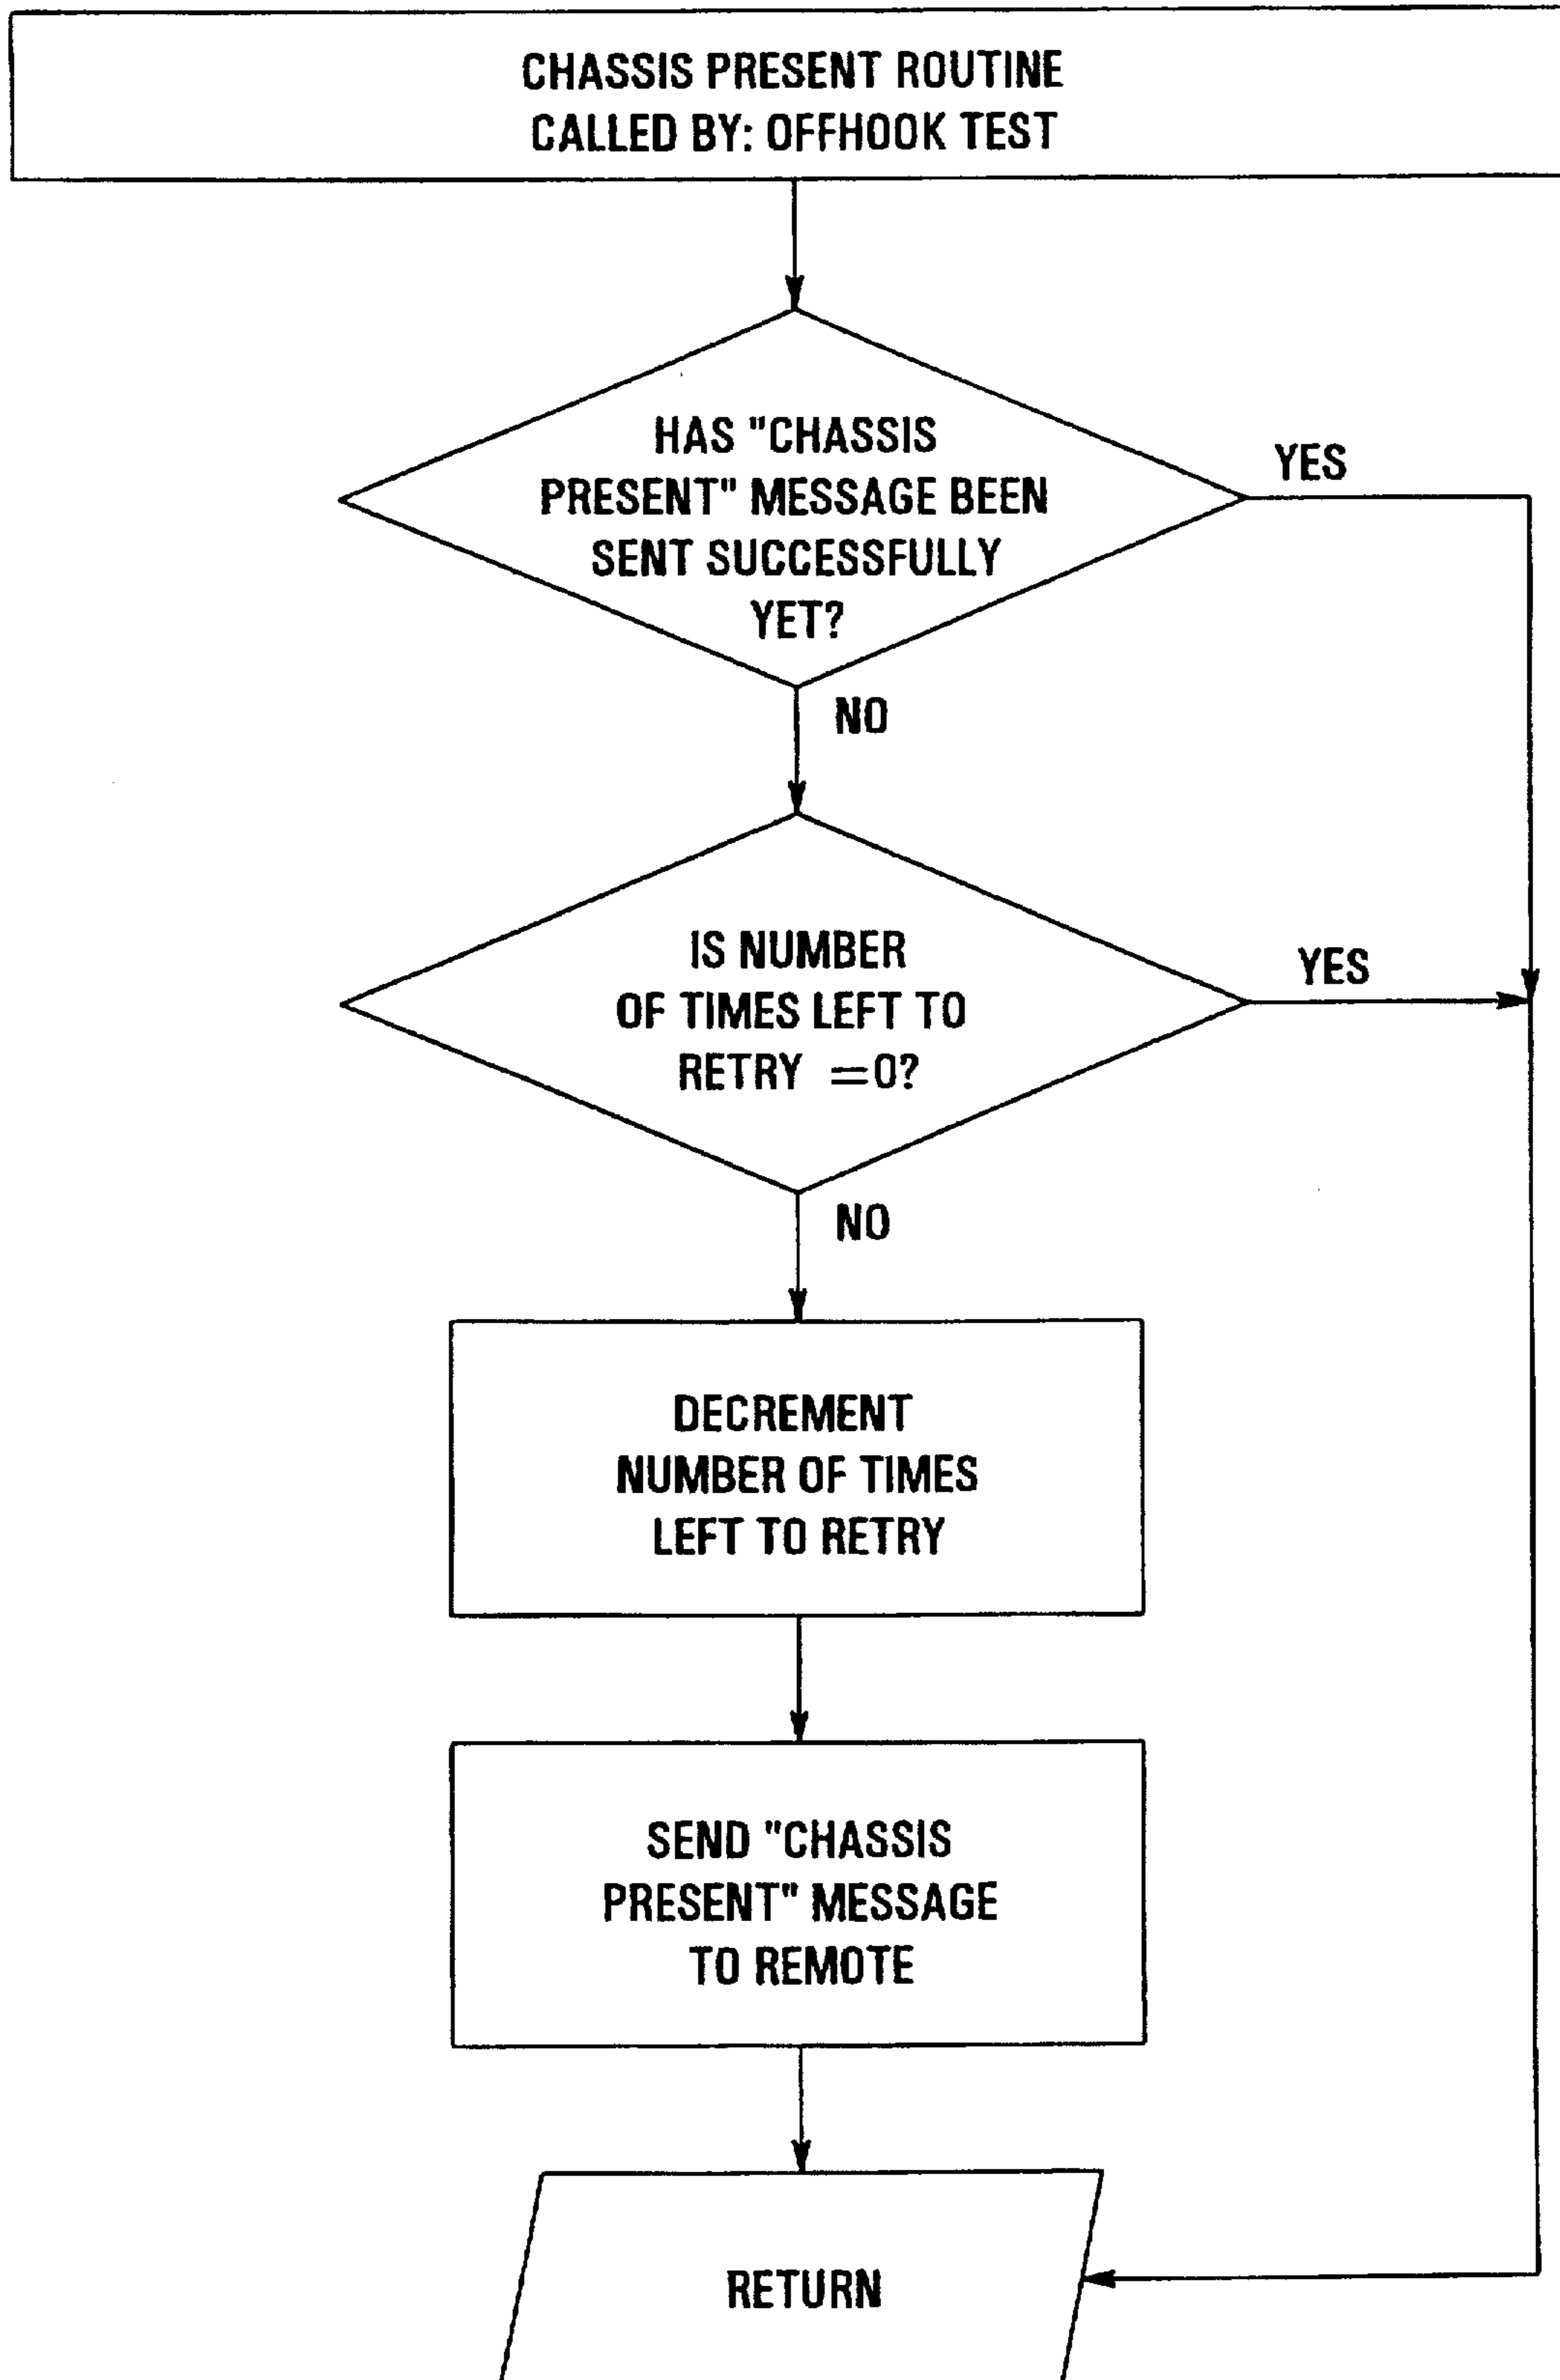 CHASSIS PRESENT ROUTINE
CALLED BY: OFFHOOK TEST
HAS "CHASSIS
PRESENT" MESSAGE BEEN
SENT SUCCESSFULLY
YET?
YES
NO
IS NUMBER
OF TIMES LEFT TO
RETRY =0?
YES
NO
DECREMENT
NUMBER OF TIMES
LEFT TO RETRY
SEND "CHASSIS
PRESENT" MESSAGE
TO REMOTE
RETURN